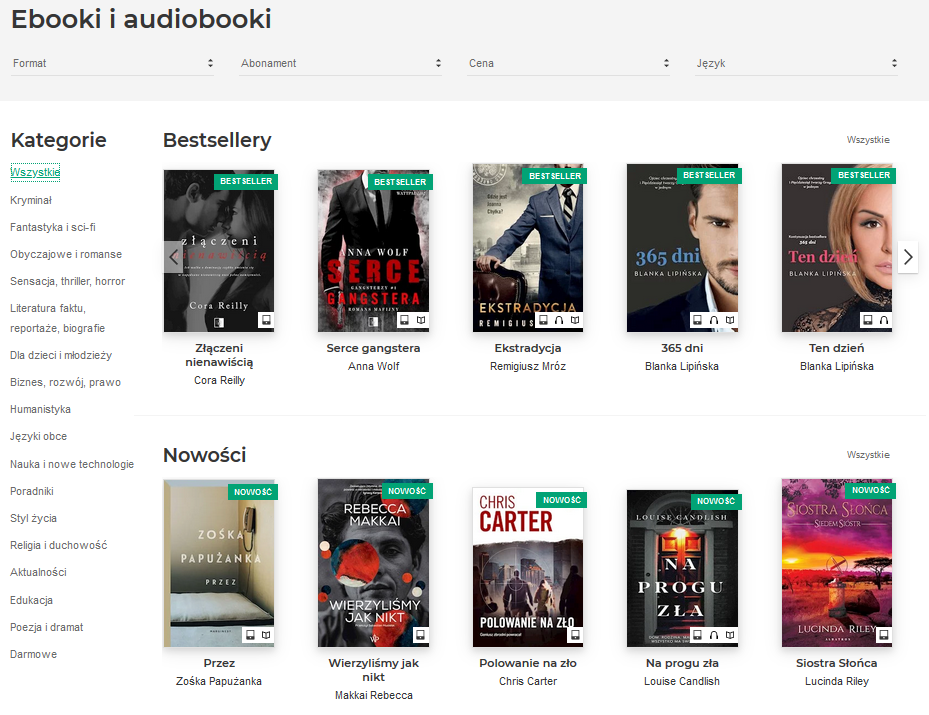 Ebooki i audiobooki
Format
Abonament
Cena
Język
Kategorie
Wszystkie
Kryminał
Fantastyka i sci-fi
Obyczajowe i romanse
Sensacja, thriller, horror
Literatura faktu,
reportaże, biografie
Dla dzieci i młodzieży
Biznes, rozwój, prawo
Humanistyka
Języki obce
Nauka i nowe technologie
Poradniki
Styl życia
Religia i duchowość
Aktualności
Edukacja
Poezja i dramat
Darmowe
Bestsellery
Wszystkie
BESTSELLER
złączeni
nienawiścią
Cora Reilly
Złączeni
nienawiścią
Cora Reilly
BESTSELLER
ANNA WOLF
SERCE
GANGSTERZY #1
GANGSTERA
ROMANS MAFIJNY
Serce gangstera
Anna Wolf
BESTSELLER
Gdzie jest
Joanna
Chyłka?
EKSTRADYCJA
REMIGIUS
Ekstradycja
Remigiusz Mróz
BESTSELLER
365 dni
BLANKA LIPIŃSKA
365 dni
Blanka Lipińska
BESTSELLER
365 dni
Ten dzień
BLANKA LIPIŃSKA
Ten dzień
Blanka Lipińska
Nowości
Wszystkie
NOWOŚĆ
ZOŚKA
PAPUŻANKA
PRZEZ
Przez
Zośka Papużanka
NOWOŚĆ
REBECCA
MAKKAI
WIERZYLIŚMY
JAK NIKT
Wierzyliśmy jak
nikt
Makkai Rebecca
NOWOŚĆ
CHRIS
CARTER
POLOWANIE NA ZŁO
Polowanie na zło
Chris Carter
NOWOŚĆ
LOUISE CANDLISH
NA
PROGU
ZŁA
Na progu zła
Louise Candlish
NOWOŚĆ
SIOSTRA SŁOŃCA
SIEDEM SIÓSTR
LUCINDA RILEY
ALBATROS
Siostra Słońca
Lucinda Riley